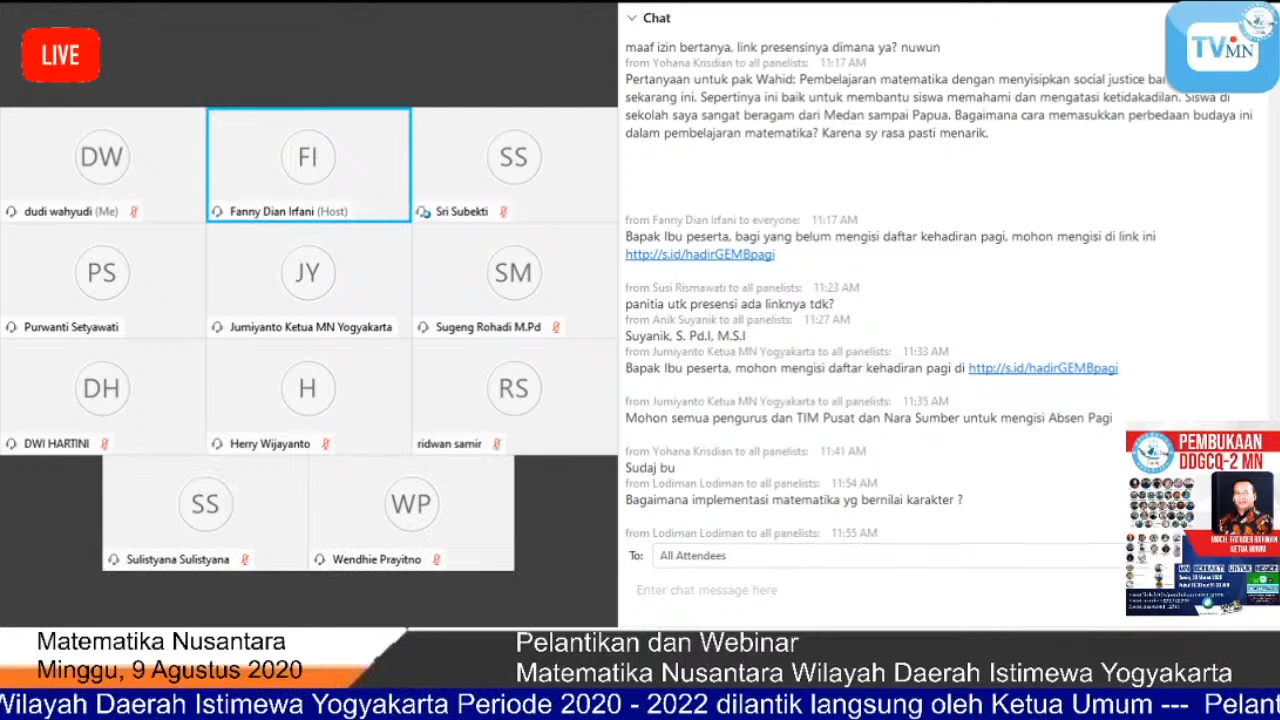 LIVE
DW
dudi wahyudi (Me)
FI
Fanny Dian Irfani (Host)
SS
Sri Subekti
PS
Purwanti Setyawati
JY
Jumiyanto Ketua MN Yogyakarta
SM
Sugeng Rohadi M.Pd
DH
DWI HARTINI
H
Herry Wijayanto
RS
ridwan samir
SS
Sulistyana Sulistyana
WP
Wendhie Prayitno
Chat
maaf izin bertanya, link presensinya dimana ya? nuwun
from Yohana Krisdian to all panelists: 11:17 AM
Pertanyaan untuk pak Wahid: Pembelajaran matematika dengan menyisipkan social justice
sekarang ini. Sepertinya ini baik untuk membantu siswa memahami dan mengatasi ketidakadilan. Siswa di
sekolah saya sangat beragam dari Medan sampai Papua. Bagaimana cara memasukkan perbedaan budaya ini
dalam pembelajaran matematika? Karena sy rasa pasti menarik.
from Fanny Dian Irfani to everyone: 11:17 AM
Bapak Ibu peserta, bagi yang belum mengisi daftar kehadiran pagi, mohon mengisi di link ini
http://s.id/hadirGEMBpagi
from Susi Rismawati to all panelists: 11:23 AM
panitia utk presensi ada linknya tdk?
from Anik Suyanik to all panelists: 11:27 AM
Suyanik, S. Pd.I, M.S.I
from Jumiyanto Ketua MN Yogyakarta to all panelists: 11:33 AM
Bapak Ibu peserta, mohon mengisi daftar kehadiran pagi di http://s.id/hadirGEMBpagi
from Jumiyanto Ketua MN Yogyakarta to all panelists: 11:35 AM
Mohon semua pengurus dan TIM Pusat dan Nara Sumber untuk mengisi Absen Pagi
from Yohana Krisdian to all panelists: 11:41 AM
Sudaj bu
from Lodiman Lodiman to all panelists: 11:54 AM
Bagaimana implementasi matematika yg bernilai karakter ?
from Lodiman Lodiman to all panelists: 11:55 AM
To: All Attendees
Enter chat message here
TVMN
PEMBUKAAN
DDGCQ-2 MN
KETUA UMUM
MN BERBAKTI UNTUK NEGERI
Matematika Nusantara
Minggu, 9 Agustus 2020
Pelantikan dan Webinar
Matematika Nusantara Wilayah Daerah Istimewa Yogyakarta
Wilayah Daerah Istimewa Yogyakarta Periode 2020 - 2022 dilantik langsung oleh Ketua Umum ---